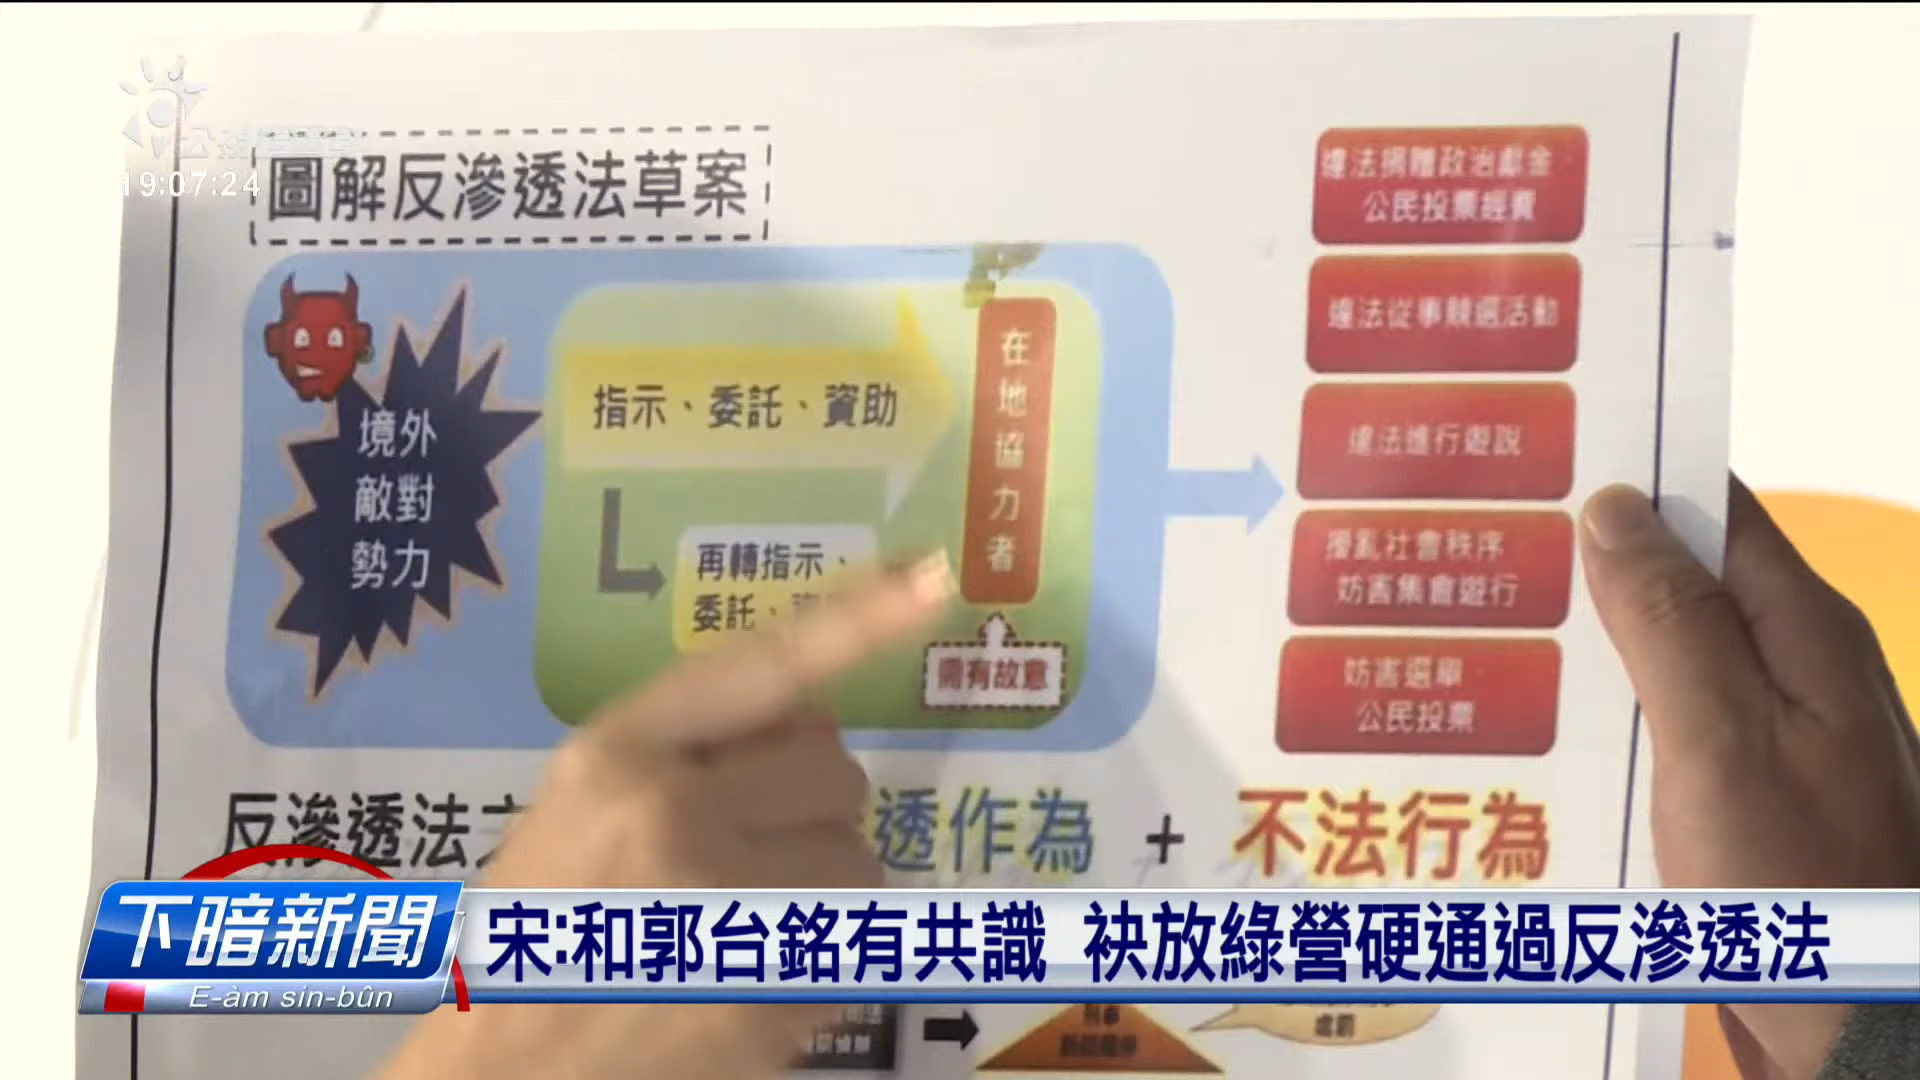 19:07:24
圖解反滲透法草案
境外
敵對
勢力
指示、委託、資助
再轉指示、
委託、
在地協力者
需有故意
違法捐贈政治獻金
公民投票經費
違法從事競選活動
違法進行遊說
擾亂社會秩序
妨害集會遊行
妨害選舉
公民投票
反滲透法
透作為 + 不法行為
下暗新聞
E-àm sin-bûn
宋:和郭台銘有共識 袂放綠營硬通過反滲透法
處罰